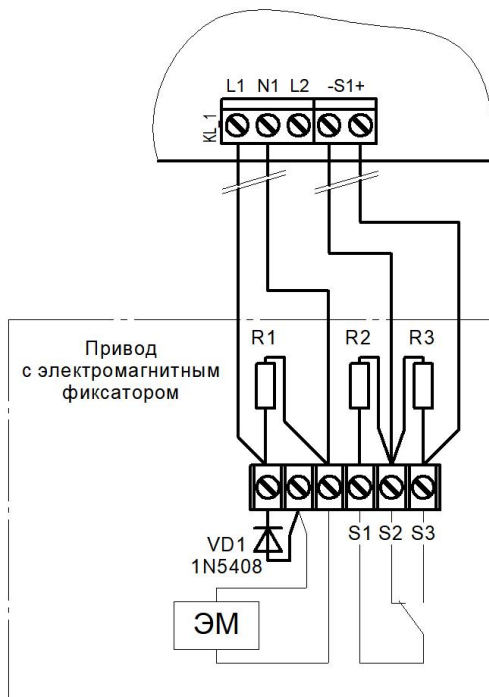 L1 N1 L2 -S1+
KL_1
R1 R2 R3
Привод
с электромагнитным
фиксатором
S1 S2 S3
VD1
1N5408
ЭМ